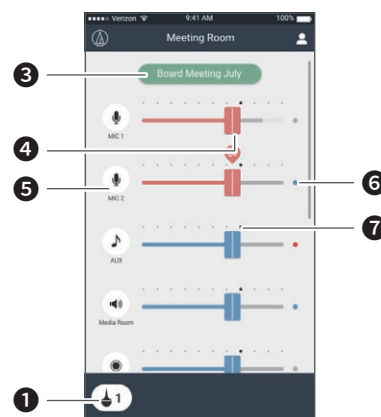 Verizon 9:41 AM 100%
Meeting Room
3 Board Meeting July
4
MIC 1
5 6
MIC 2
7
AUX
Media Room
1 1